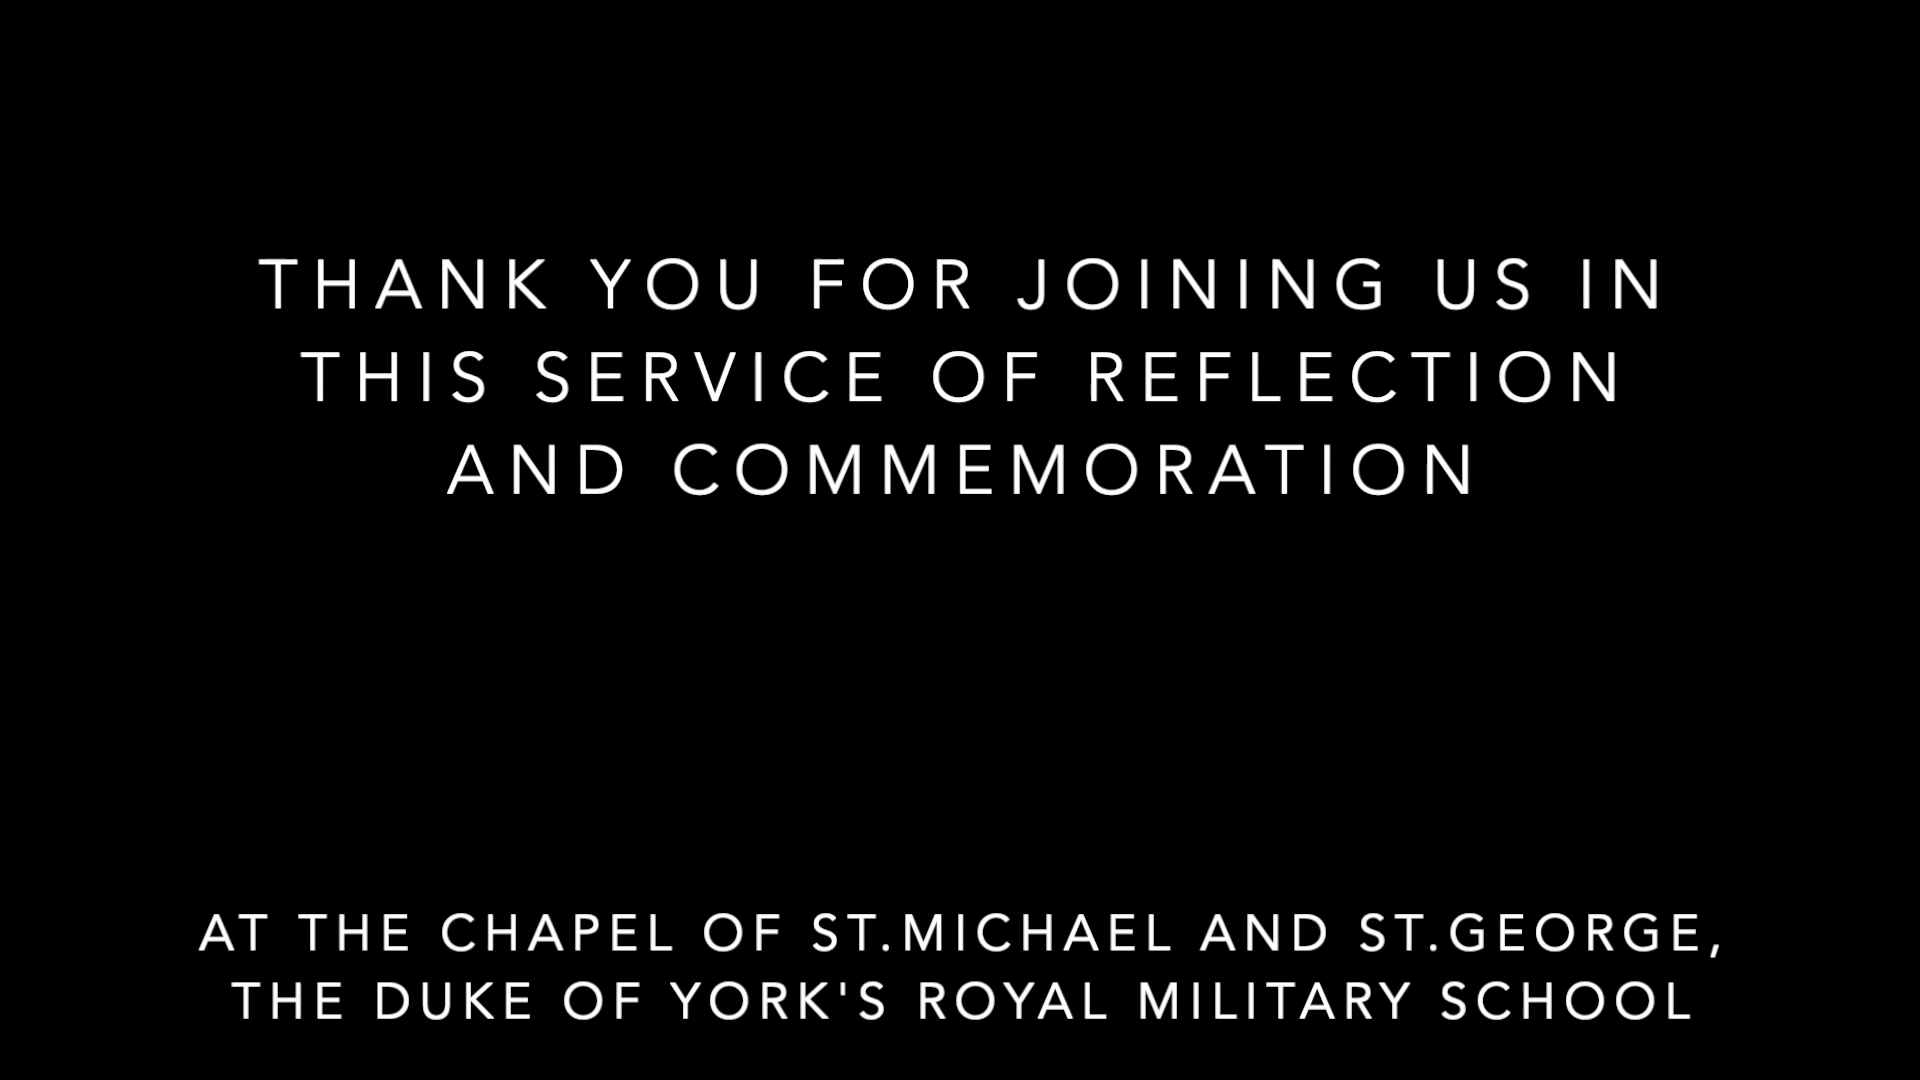 THANK YOU FOR JOINING US IN
THIS SERVICE OF REFLECTION
AND COMMEMORATION
AT THE CHAPEL OF ST.MICHAEL AND ST.GEORGE,
THE DUKE OF YORK'S ROYAL MILITARY SCHOOL